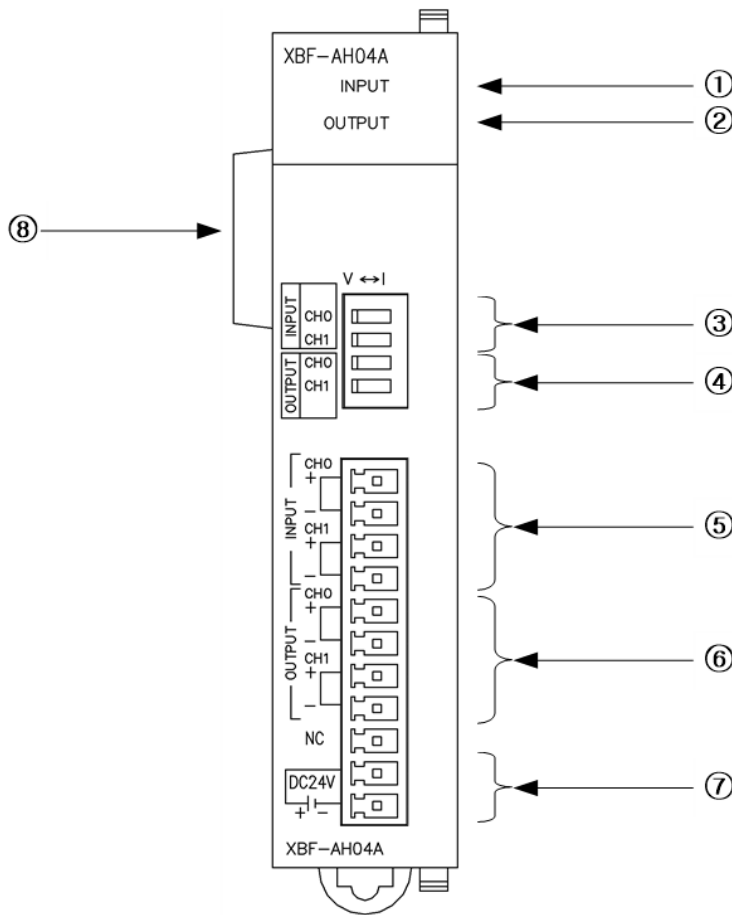 XBF-AH04A
INPUT ①
OUTPUT ②
⑧
V ↔ I
INPUT
CH0
CH1
③
OUTPUT
CH0
CH1
④
INPUT
CH0
+
−
CH1
+
−
⑤
OUTPUT
CH0
+
−
CH1
+
−
⑥
NC
DC24V
+ −
⑦
XBF-AH04A